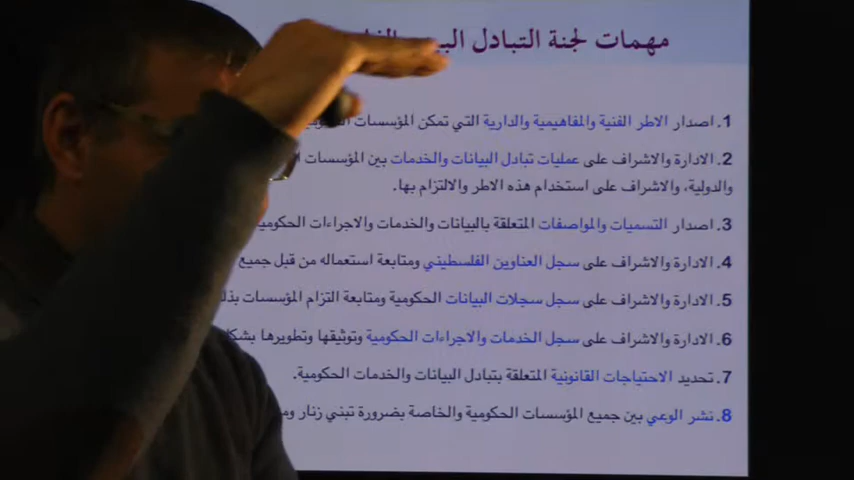 مهمات لجنة التبادل
1. اصدار الاطر الفنية والمفاهيمية والدارية التي تمكن المؤسسات
2. الادارة والاشراف على عمليات تبادل البيانات والخدمات بين المؤسسات
والدولية، والاشراف على استخدام هذه الاطر والالتزام بها.
3. اصدار التسميات والمواصفات المتعلقة بالبيانات والخدمات والاجراءات
4. الادارة والاشراف على سجل العناوين الفلسطيني ومتابعة استعماله من قبل جميع
5. الادارة والاشراف على سجل سجلات البيانات الحكومية ومتابعة التزام المؤسسات
6. الادارة والاشراف على سجل الخدمات والاجراءات الحكومية وتوثيقها وتطويرها
7. تحديد الاحتياجات القانونية المتعلقة بتبادل البيانات والخدمات الحكومية.
8. نشر الوعي بين جميع المؤسسات الحكومية والخاصة بضرورة تبني زنار